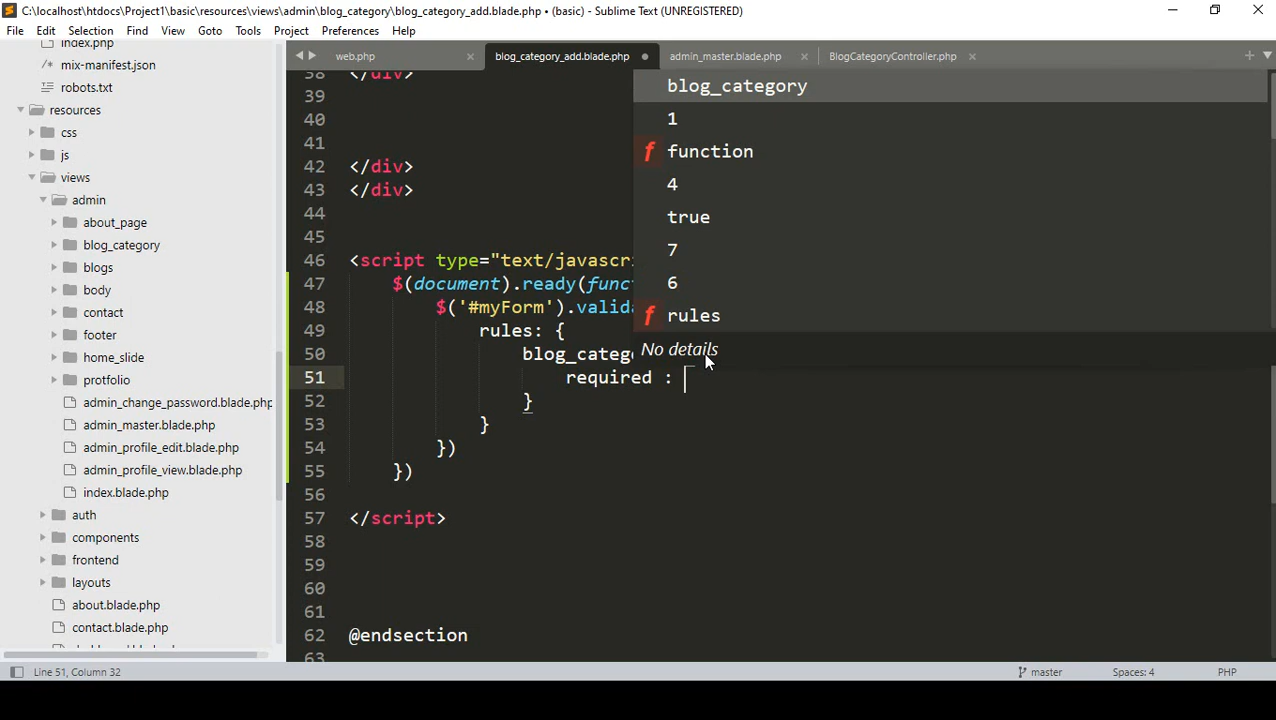 C:\localhost\htdocs\Project1\basic\resources\views\admin\blog_category\blog_category_add.blade.php • (basic) - Sublime Text (UNREGISTERED)
File Edit Selection Find View Goto Tools Project Preferences Help
index.php
mix-manifest.json
robots.txt
resources
css
js
views
admin
about_page
blog_category
blogs
body
contact
footer
home_slide
protfolio
admin_change_password.blade.php
admin_master.blade.php
admin_profile_edit.blade.php
admin_profile_view.blade.php
index.blade.php
auth
components
frontend
layouts
about.blade.php
contact.blade.php
web.php blog_category_add.blade.php admin_master.blade.php BlogCategoryController.php
38 </div>
39
40
41
42 </div>
43 </div>
44
45
46 <script type="text/javascri
47 $(document).ready(func
48 $('#myForm').valida
49 rules: {
50 blog_catego
51 required :
52 }
53 }
54 })
55 })
56
57 </script>
58
59
60
61
62 @endsection
63
blog_category
1
f function
4
true
7
6
f rules
No details
Line 51, Column 32 master Spaces: 4 PHP